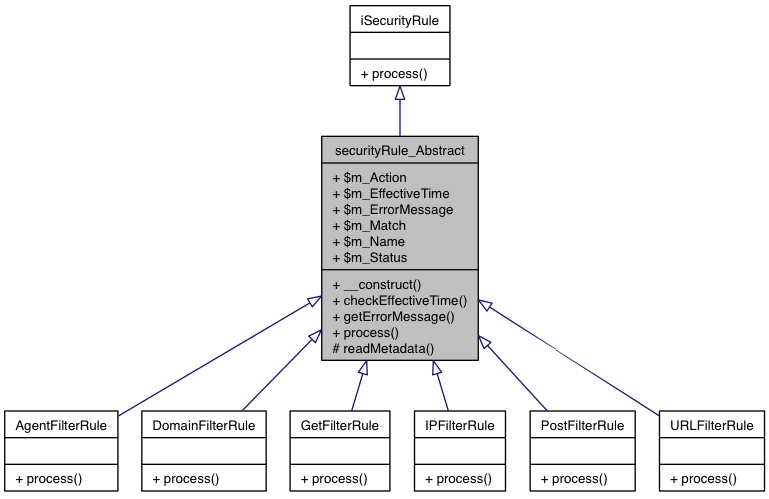 iSecurityRule
+ process()
securityRule_Abstract
+ $m_Action
+ $m_EffectiveTime
+ $m_ErrorMessage
+ $m_Match
+ $m_Name
+ $m_Status
+ __construct()
+ checkEffectiveTime()
+ getErrorMessage()
+ process()
# readMetadata()
AgentFilterRule
+ process()
DomainFilterRule
+ process()
GetFilterRule
+ process()
IPFilterRule
+ process()
PostFilterRule
+ process()
URLFilterRule
+ process()